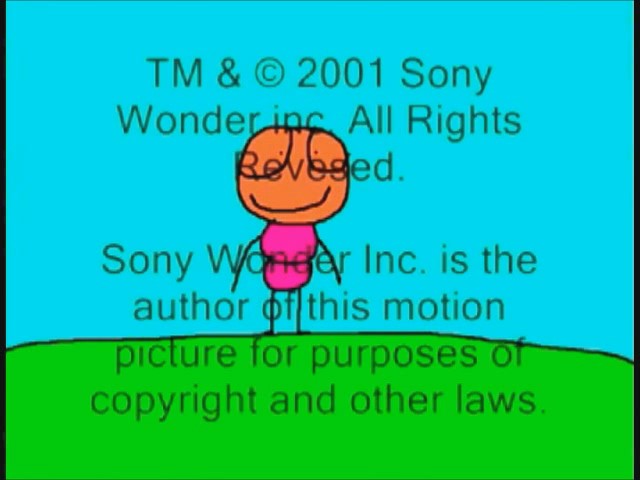 TM & © 2001 Sony
Wonder inc. All Rights
Revesed.
Sony Wonder Inc. is the
author of this motion
picture for purposes of
copyright and other laws.